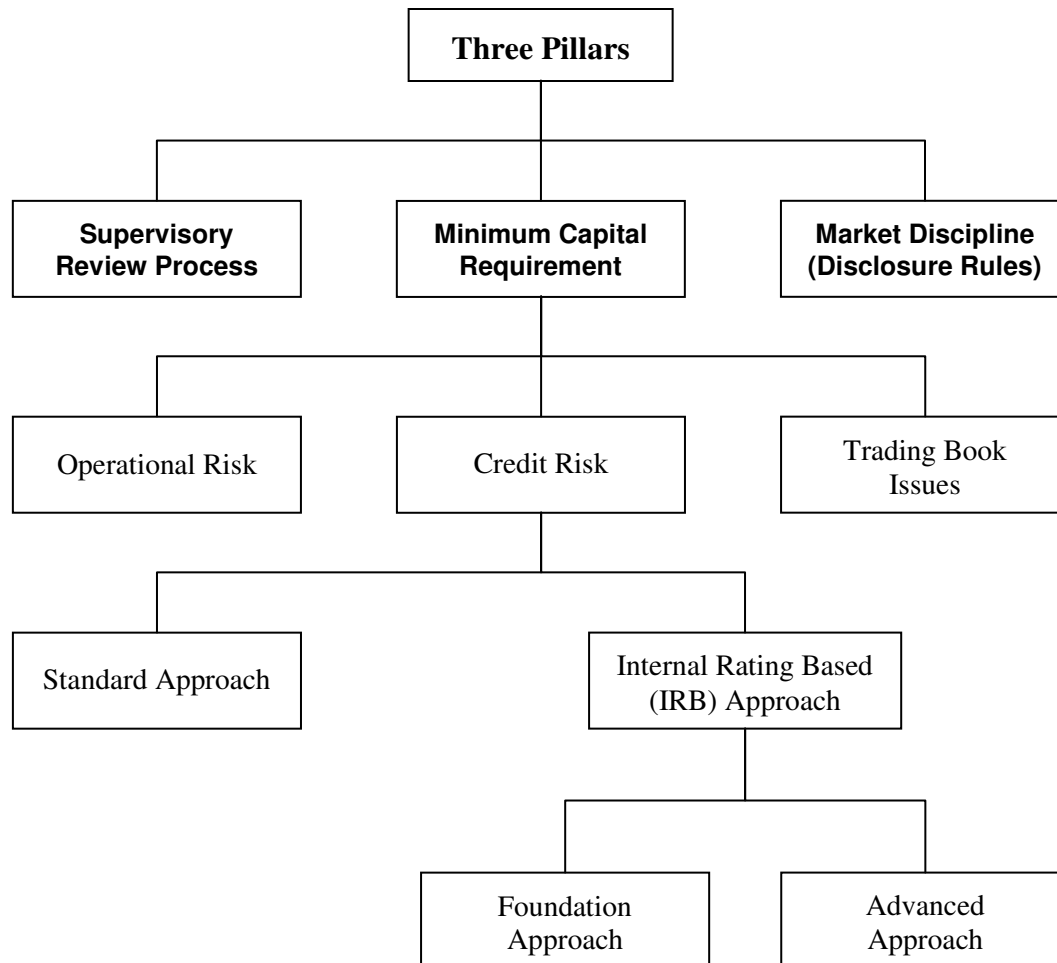 Three Pillars
Supervisory
Review Process
Minimum Capital
Requirement
Market Discipline
(Disclosure Rules)
Operational Risk
Credit Risk
Trading Book
Issues
Standard Approach
Internal Rating Based
(IRB) Approach
Foundation
Approach
Advanced
Approach